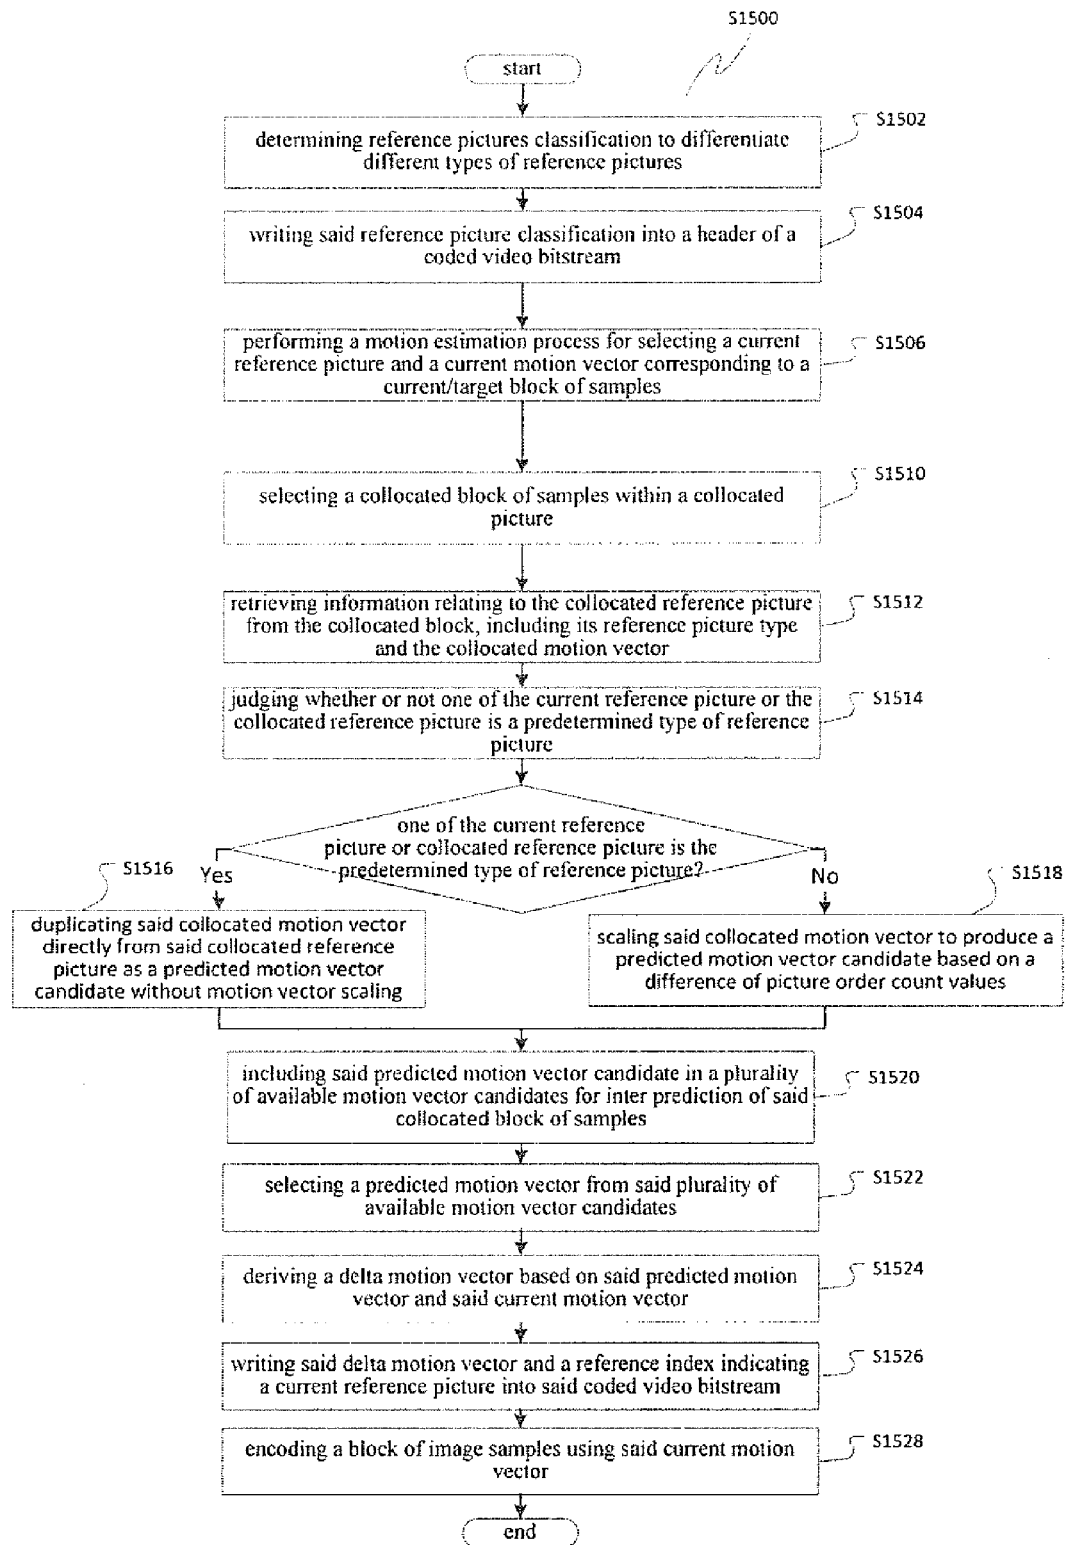 S1500
start
S1502
determining reference pictures classification to differentiate
different types of reference pictures
S1504
writing said reference picture classification into a header of a
coded video bitstream
S1506
performing a motion estimation process for selecting a current
reference picture and a current motion vector corresponding to a
current/target block of samples
S1510
selecting a collocated block of samples within a collocated
picture
S1512
retrieving information relating to the collocated reference picture
from the collocated block, including its reference picture type
and the collocated motion vector
S1514
judging whether or not one of the current reference picture or the
collocated reference picture is a predetermined type of reference
picture
one of the current reference
picture or collocated reference picture is the
predetermined type of reference picture?
S1516
Yes
No
S1518
duplicating said collocated motion vector
directly from said collocated reference
picture as a predicted motion vector
candidate without motion vector scaling
scaling said collocated motion vector to produce a
predicted motion vector candidate based on a
difference of picture order count values
S1520
including said predicted motion vector candidate in a plurality
of available motion vector candidates for inter prediction of said
collocated block of samples
S1522
selecting a predicted motion vector from said plurality of
available motion vector candidates
S1524
deriving a delta motion vector based on said predicted motion
vector and said current motion vector
S1526
writing said delta motion vector and a reference index indicating
a current reference picture into said coded video bitstream
S1528
encoding a block of image samples using said current motion
vector
end